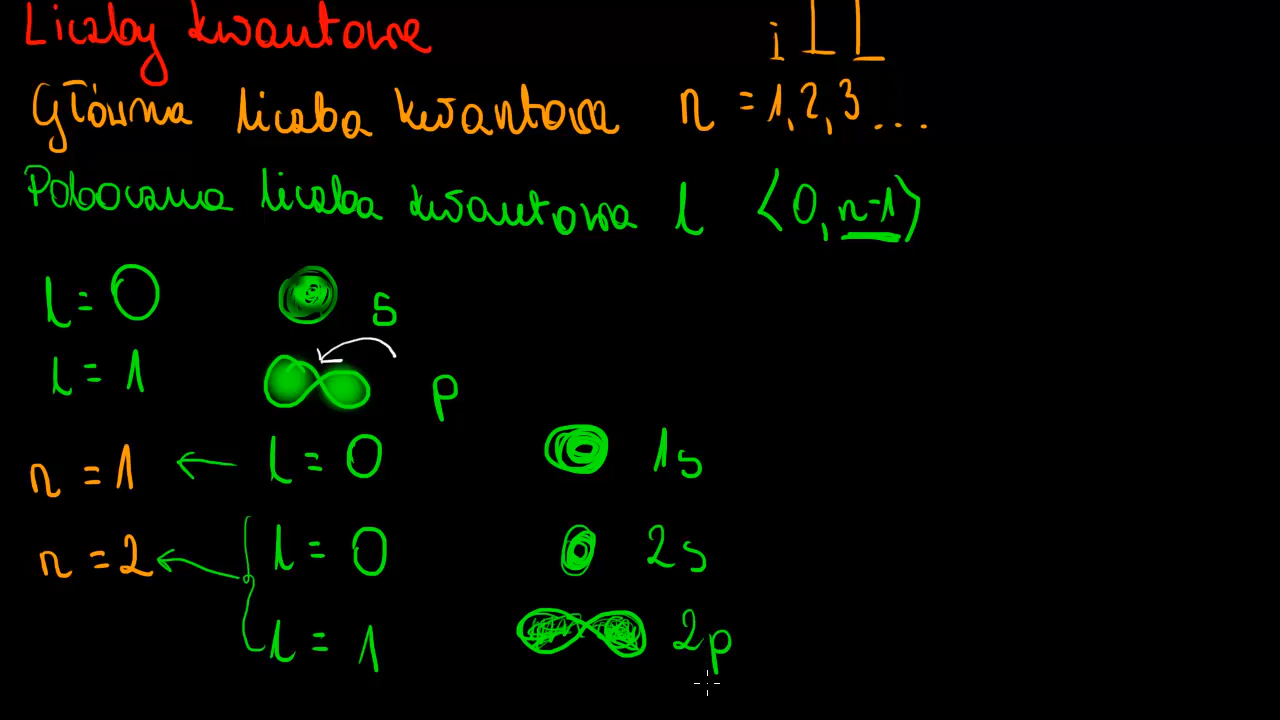 Liczby kwantowe
Główna liczba kwantowa n = 1, 2, 3 ...
Poboczna liczba kwantowa l <0, n-1>
l = 0 s
l = 1 p
n = 1 l = 0 1s
n = 2 l = 0 2s
l = 1 2p